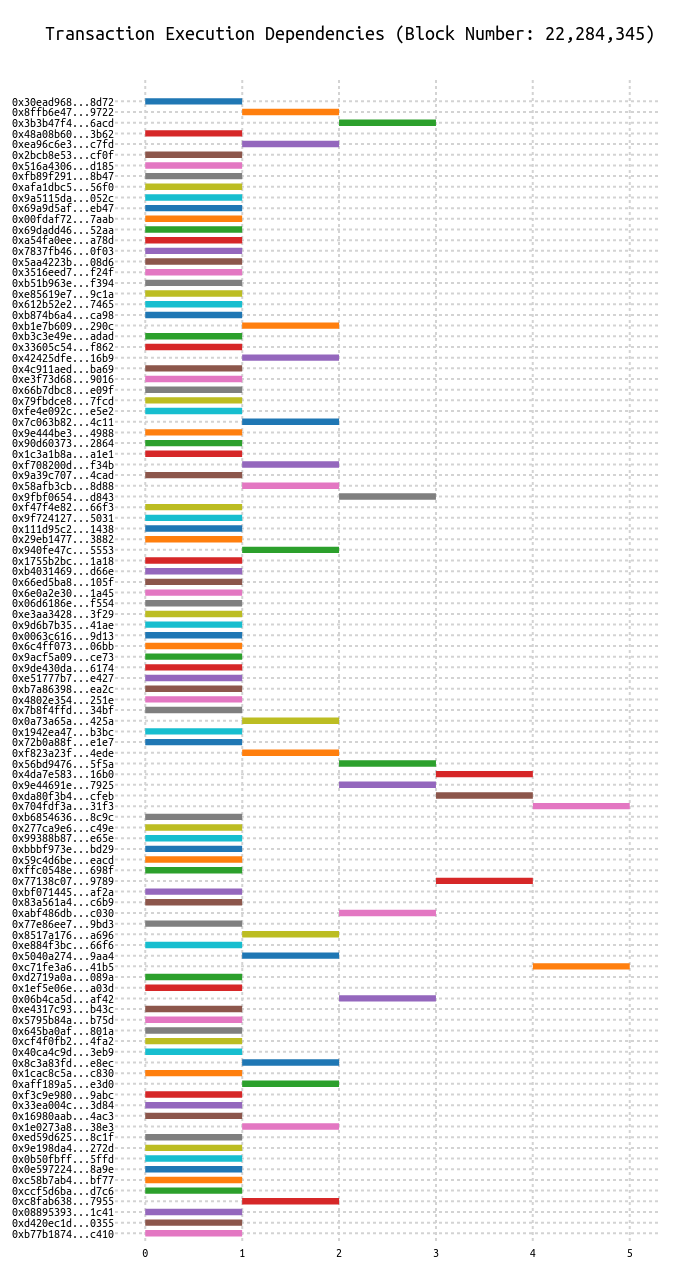 Transaction Execution Dependencies (Block Number: 22,284,345)
0x30ead968...8d72
0x8ffb6e47...9722
0x3b3b47f4...6acd
0x48a08b60...3b62
0xea96c6e3...c7fd
0x2bcb8e53...cf0f
0x516a4306...d185
0xfb89f291...8b47
0xafa1dbc5...56f0
0x9a5115da...052c
0x69a9d5af...eb47
0x00fdaf72...7aab
0x69dadd46...52aa
0xa54fa0ee...a78d
0x7837fb46...0f03
0x5aa4223b...08d6
0x3516eed7...f24f
0xb51b963e...f394
0xe85619e7...9c1a
0x612b52e2...7465
0xb874b6a4...ca98
0xb1e7b609...290c
0xb3c3e49e...adad
0x33605c54...f862
0x42425dfe...16b9
0x4c911aed...ba69
0xe3f73d68...9016
0x66b7dbc8...e09f
0x79fbdce8...7fcd
0xfe4e092c...e5e2
0x7c063b82...4c11
0x9e444be3...4988
0x90d60373...2864
0x1c3a1b8a...a1e1
0xf708200d...f34b
0x9a39c707...4cad
0x58afb3cb...8d88
0x9fbf0654...d843
0xf47f4e82...66f3
0x9f724127...5031
0x111d95c2...1438
0x29eb1477...3882
0x940fe47c...5553
0x1755b2bc...1a18
0xb4031469...d66e
0x66ed5ba8...105f
0x6e0a2e30...1a45
0x06d6186e...f554
0xe3aa3428...3f29
0x9d6b7b35...41ae
0x0063c616...9d13
0x6c4ff073...06bb
0x9acf5a09...ce73
0x9de430da...6174
0xe51777b7...e427
0xb7a86398...ea2c
0x4802e354...251e
0x7b8f4ffd...34bf
0x0a73a65a...425a
0x1942ea47...b3bc
0x72b0a88f...e1e7
0xf823a23f...4ede
0x56bd9476...5f5a
0x4da7e583...16b0
0x9e44691e...7925
0xda80f3b4...cfeb
0x704fdf3a...31f3
0xb6854636...8c9c
0x277ca9e6...c49e
0x99388b87...e65e
0xbbbf973e...bd29
0x59c4d6be...eacd
0xffc0548e...698f
0x77138c07...9789
0xbf071445...af2a
0x83a561a4...c6b9
0xabf486db...c030
0x77e86ee7...9bd3
0x8517a176...a696
0xe884f3bc...66f6
0x5040a274...9aa4
0xc71fe3a6...41b5
0xd2719a0a...089a
0x1ef5e06e...a03d
0x06b4ca5d...af42
0xe4317c93...b43c
0x5795b84a...b75d
0x645ba0af...801a
0xcf4f0fb2...4fa2
0x40ca4c9d...3eb9
0x8c3a83fd...e8ec
0x1cac8c5a...c830
0xaff189a5...e3d0
0xf3c9e980...9abc
0x33ea004c...3d84
0x16980aab...4ac3
0x1e0273a8...38e3
0xed59d625...8c1f
0x9e198da4...272d
0x0b50fbff...5ffd
0x0e597224...8a9e
0xc58b7ab4...bf77
0xccf5d6ba...d7c6
0xc8fab638...7955
0x08895393...1c41
0xd420ec1d...0355
0xb77b1874...c410
0 1 2 3 4 5